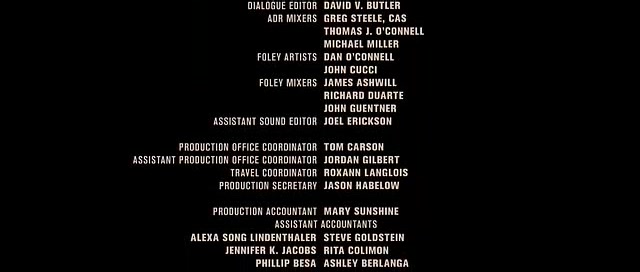 DIALOGUE EDITOR DAVID V. BUTLER
ADR MIXERS GREG STEELE, CAS
THOMAS J. O'CONNELL
MICHAEL MILLER
FOLEY ARTISTS DAN O'CONNELL
JOHN CUCCI
FOLEY MIXERS JAMES ASHWILL
RICHARD DUARTE
JOHN GUENTNER
ASSISTANT SOUND EDITOR JOEL ERICKSON
PRODUCTION OFFICE COORDINATOR TOM CARSON
ASSISTANT PRODUCTION OFFICE COORDINATOR JORDAN GILBERT
TRAVEL COORDINATOR ROXANN LANGLOIS
PRODUCTION SECRETARY JASON HABELOW
PRODUCTION ACCOUNTANT MARY SUNSHINE
ASSISTANT ACCOUNTANTS
ALEXA SONG LINDENTHALER STEVE GOLDSTEIN
JENNIFER K. JACOBS RITA COLIMON
PHILLIP BESA ASHLEY BERLANGA